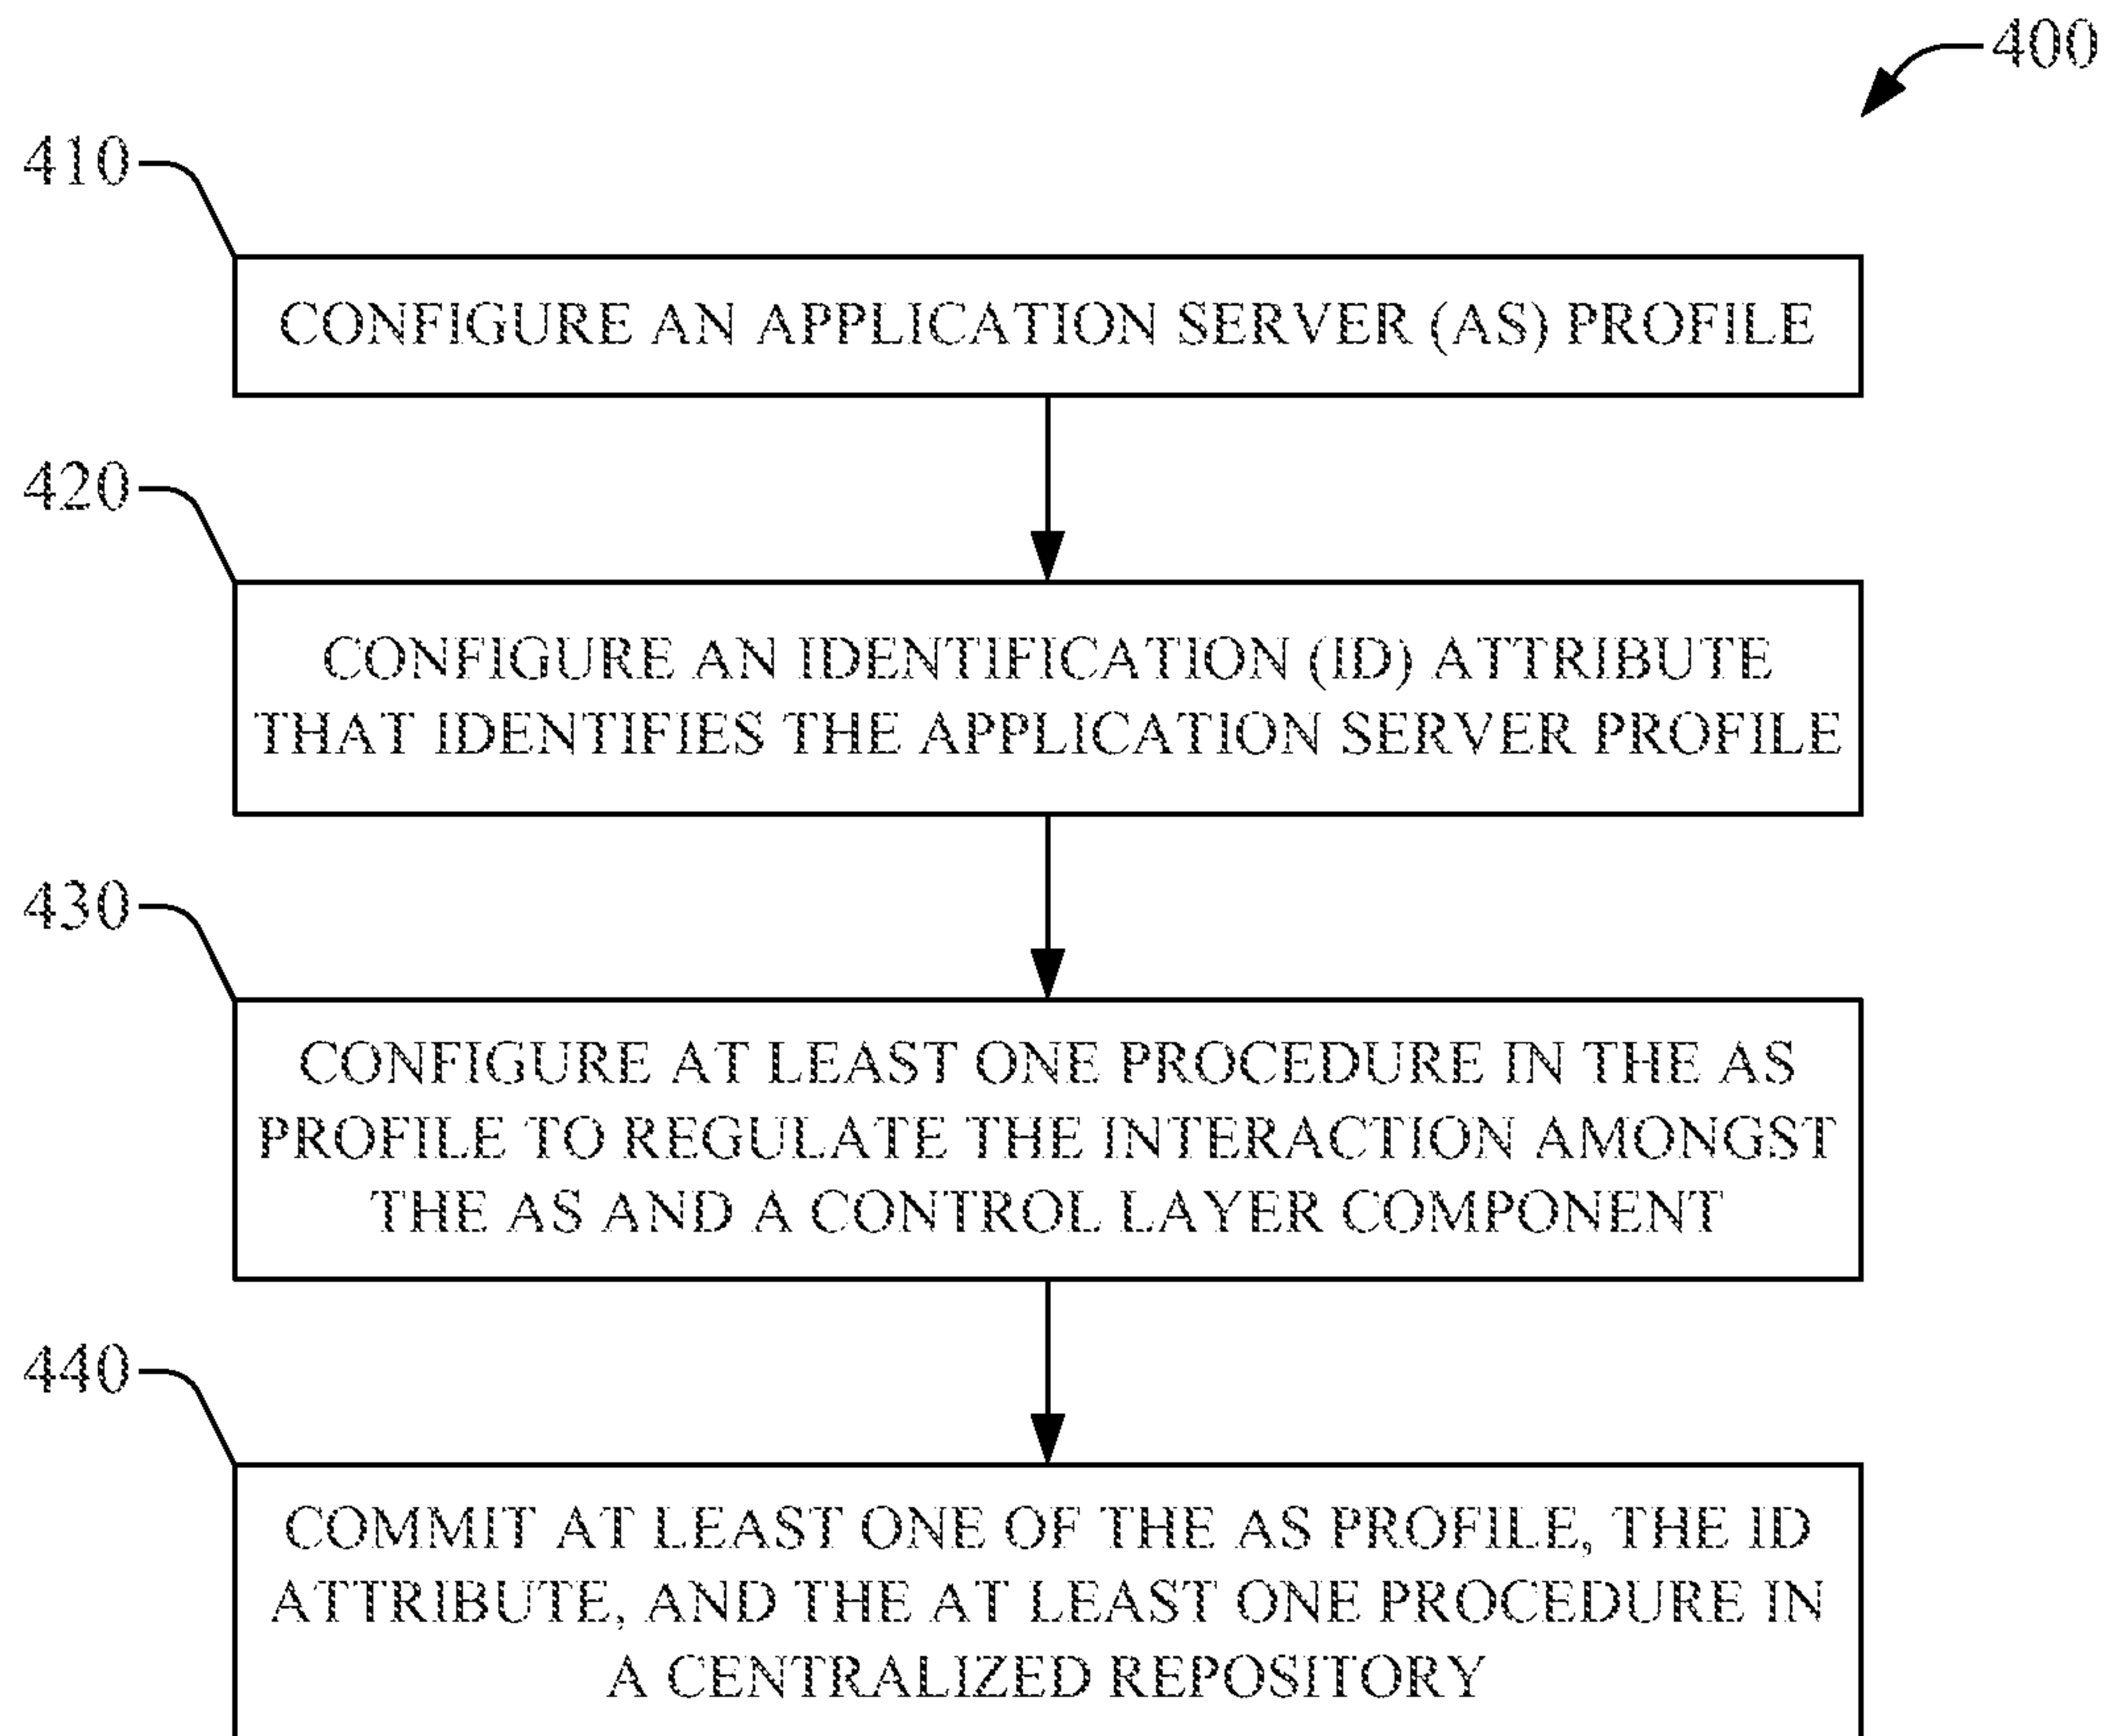 400
410
CONFIGURE AN APPLICATION SERVER (AS) PROFILE
420
CONFIGURE AN IDENTIFICATION (ID) ATTRIBUTE
THAT IDENTIFIES THE APPLICATION SERVER PROFILE
430
CONFIGURE AT LEAST ONE PROCEDURE IN THE AS
PROFILE TO REGULATE THE INTERACTION AMONGST
THE AS AND A CONTROL LAYER COMPONENT
440
COMMIT AT LEAST ONE OF THE AS PROFILE, THE ID
ATTRIBUTE, AND THE AT LEAST ONE PROCEDURE IN
A CENTRALIZED REPOSITORY